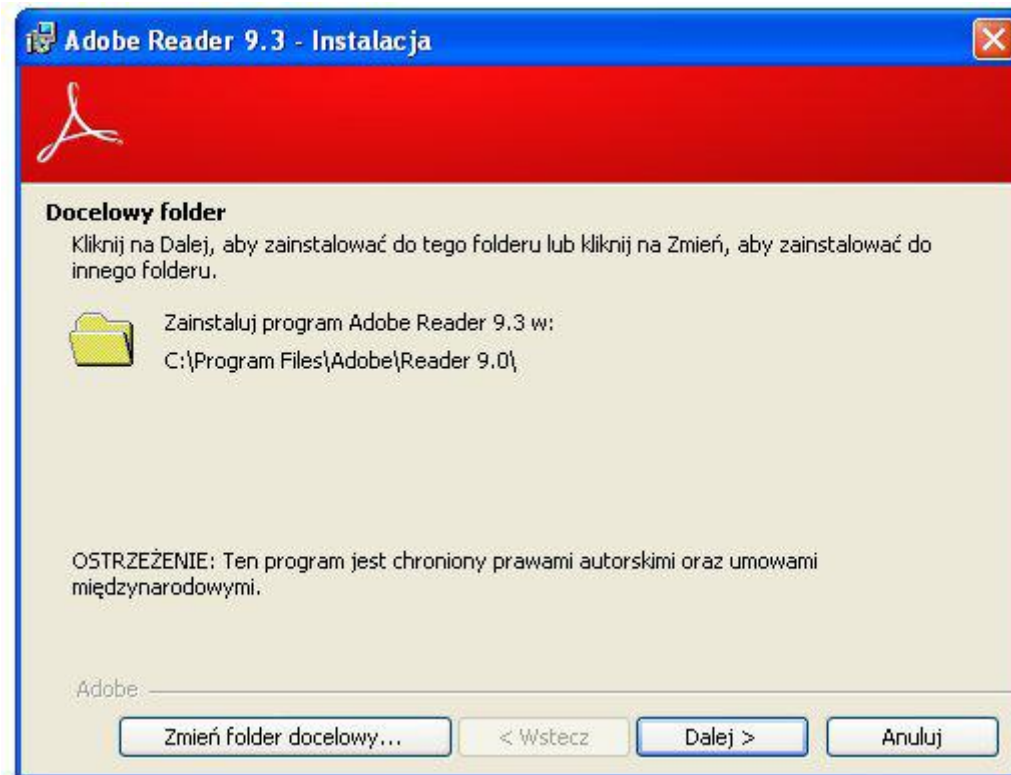 Adobe Reader 9.3 - Instalacja
Docelowy folder
Kliknij na Dalej, aby zainstalować do tego folderu lub kliknij na Zmień, aby zainstalować do
innego folderu.
Zainstaluj program Adobe Reader 9.3 w:
C:\Program Files\Adobe\Reader 9.0\
OSTRZEŻENIE: Ten program jest chroniony prawami autorskimi oraz umowami
międzynarodowymi.
Adobe
Zmień folder docelowy... < Wstecz Dalej > Anuluj